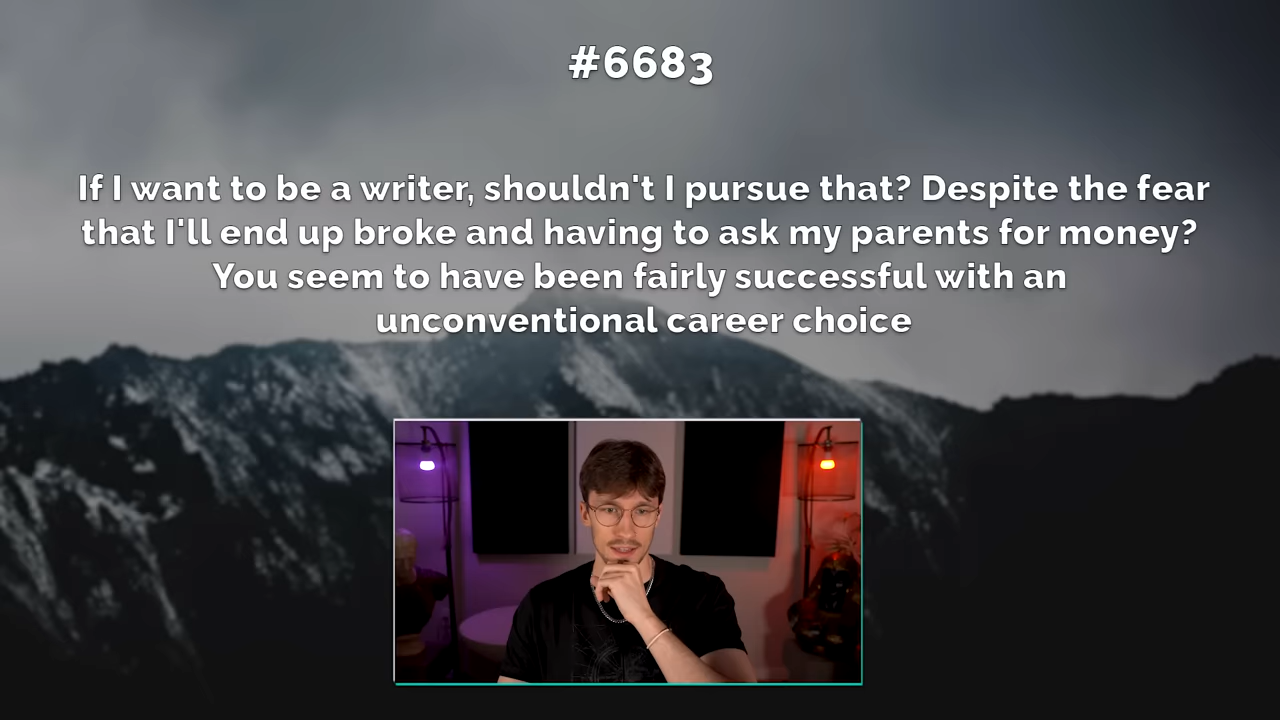 #6683
If I want to be a writer, shouldn't I pursue that? Despite the fear
that I'll end up broke and having to ask my parents for money?
You seem to have been fairly successful with an
unconventional career choice